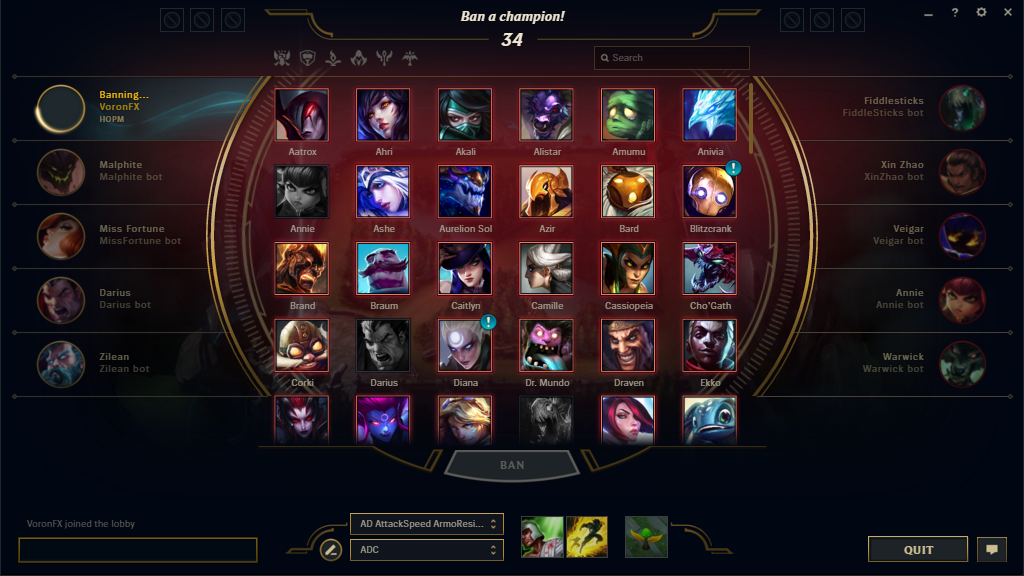 Ban a champion!
34
?
Search
Banning...
VoronFX
HOPM
Malphite
Malphite bot
Miss Fortune
MissFortune bot
Darius
Darius bot
Zilean
Zilean bot
Aatrox
Ahri
Akali
Alistar
Amumu
Anivia
Annie
Ashe
Aurelion Sol
Azir
Bard
Blitzcrank
Brand
Braum
Caitlyn
Camille
Cassiopeia
Cho'Gath
Corki
Darius
Diana
Dr. Mundo
Draven
Ekko
Fiddlesticks
FiddleSticks bot
Xin Zhao
XinZhao bot
Veigar
Veigar bot
Annie
Annie bot
Warwick
Warwick bot
BAN
VoronFX joined the lobby
AD AttackSpeed ArmoResi...
ADC
QUIT